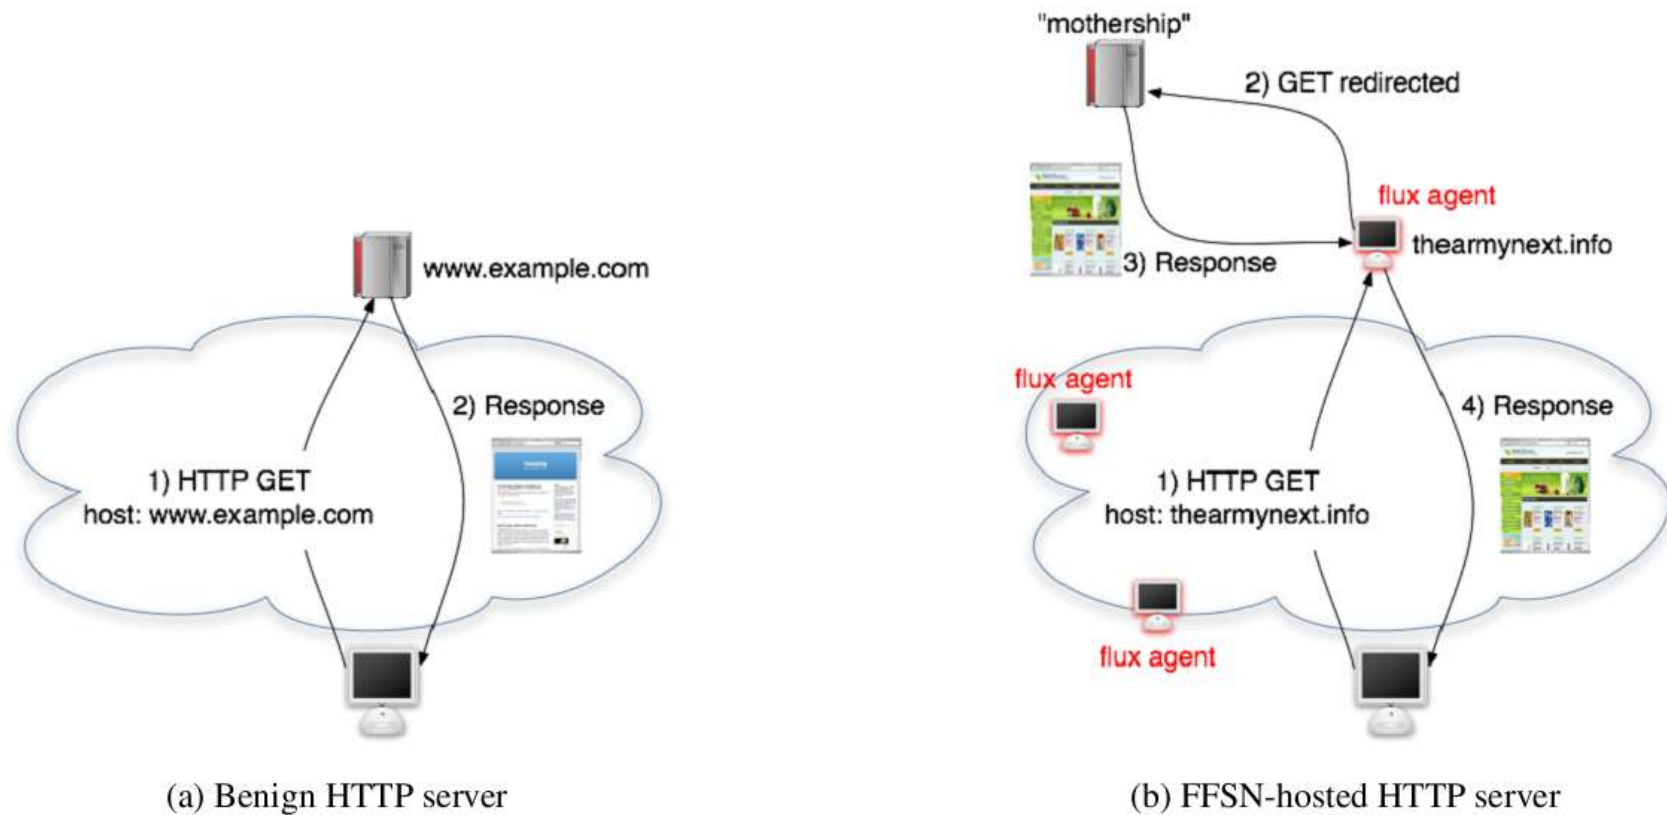 www.example.com
2) Response
1) HTTP GET
host: www.example.com
(a) Benign HTTP server
"mothership"
2) GET redirected
flux agent
thearmynext.info
3) Response
flux agent
4) Response
1) HTTP GET
host: thearmynext.info
flux agent
(b) FFSN-hosted HTTP server